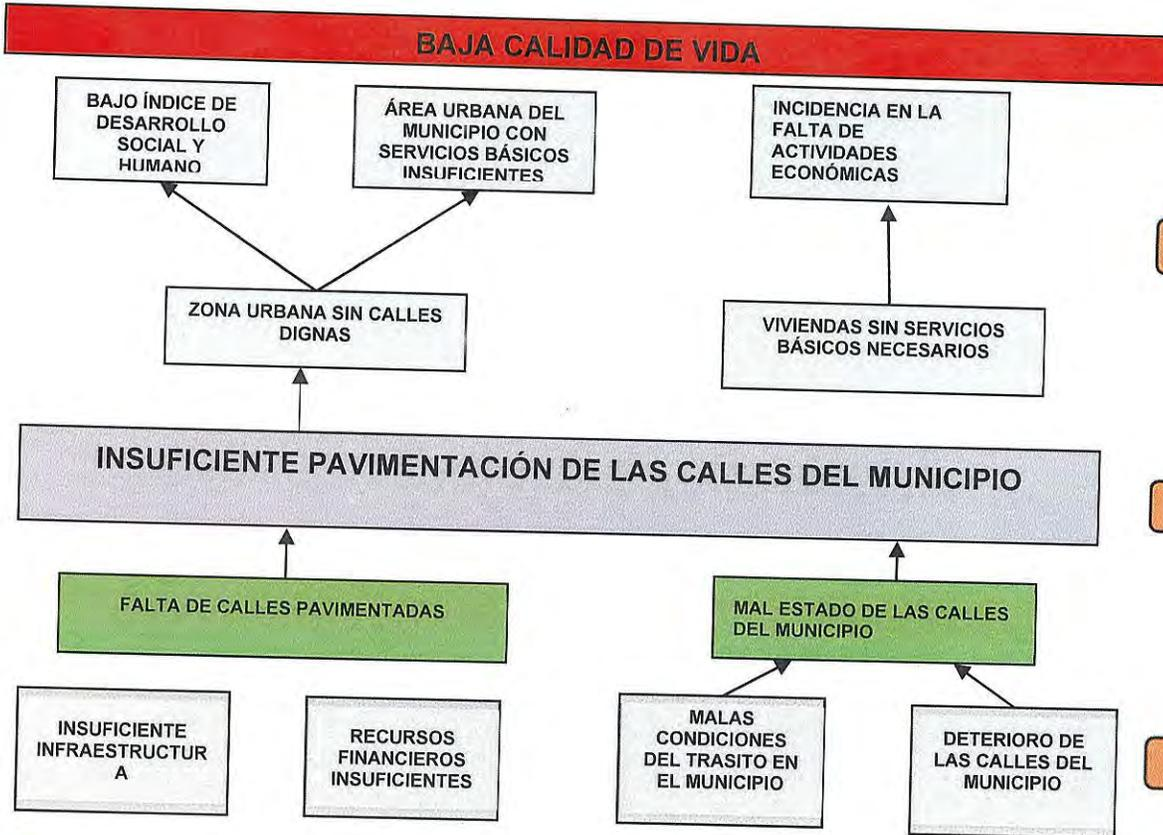 BAJA CALIDAD DE VIDA
BAJO ÍNDICE DE
DESARROLLO
SOCIAL Y
HUMANO
ÁREA URBANA DEL
MUNICIPIO CON
SERVICIOS BÁSICOS
INSUFICIENTES
INCIDENCIA EN LA
FALTA DE
ACTIVIDADES
ECONÓMICAS
ZONA URBANA SIN CALLES
DIGNAS
VIVIENDAS SIN SERVICIOS
BÁSICOS NECESARIOS
INSUFICIENTE PAVIMENTACIÓN DE LAS CALLES DEL MUNICIPIO
FALTA DE CALLES PAVIMENTADAS
MAL ESTADO DE LAS CALLES
DEL MUNICIPIO
INSUFICIENTE
INFRAESTRUCTUR
A
RECURSOS
FINANCIEROS
INSUFICIENTES
MALAS
CONDICIONES
DEL TRASITO EN
EL MUNICIPIO
DETERIORO DE
LAS CALLES DEL
MUNICIPIO